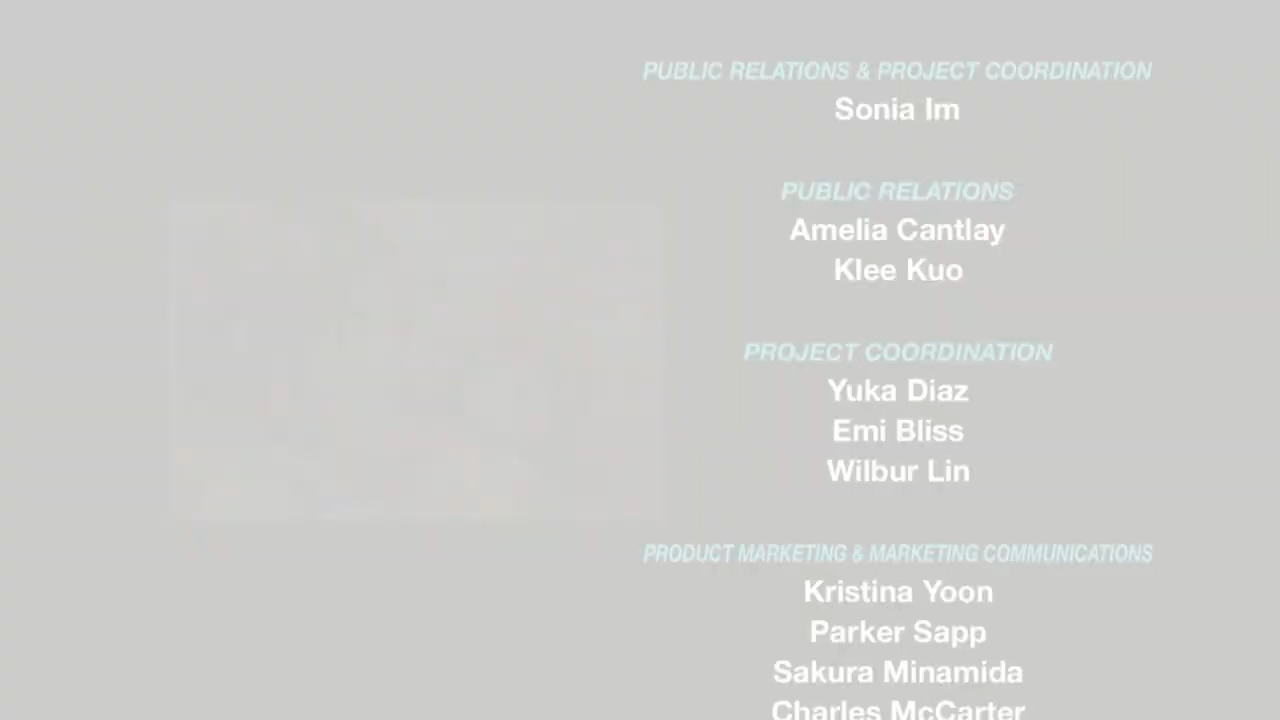 PUBLIC RELATIONS & PROJECT COORDINATION
Sonia Im
PUBLIC RELATIONS
Amelia Cantlay
Klee Kuo
PROJECT COORDINATION
Yuka Diaz
Emi Bliss
Wilbur Lin
PRODUCT MARKETING & MARKETING COMMUNICATIONS
Kristina Yoon
Parker Sapp
Sakura Minamida
Charles McCarter